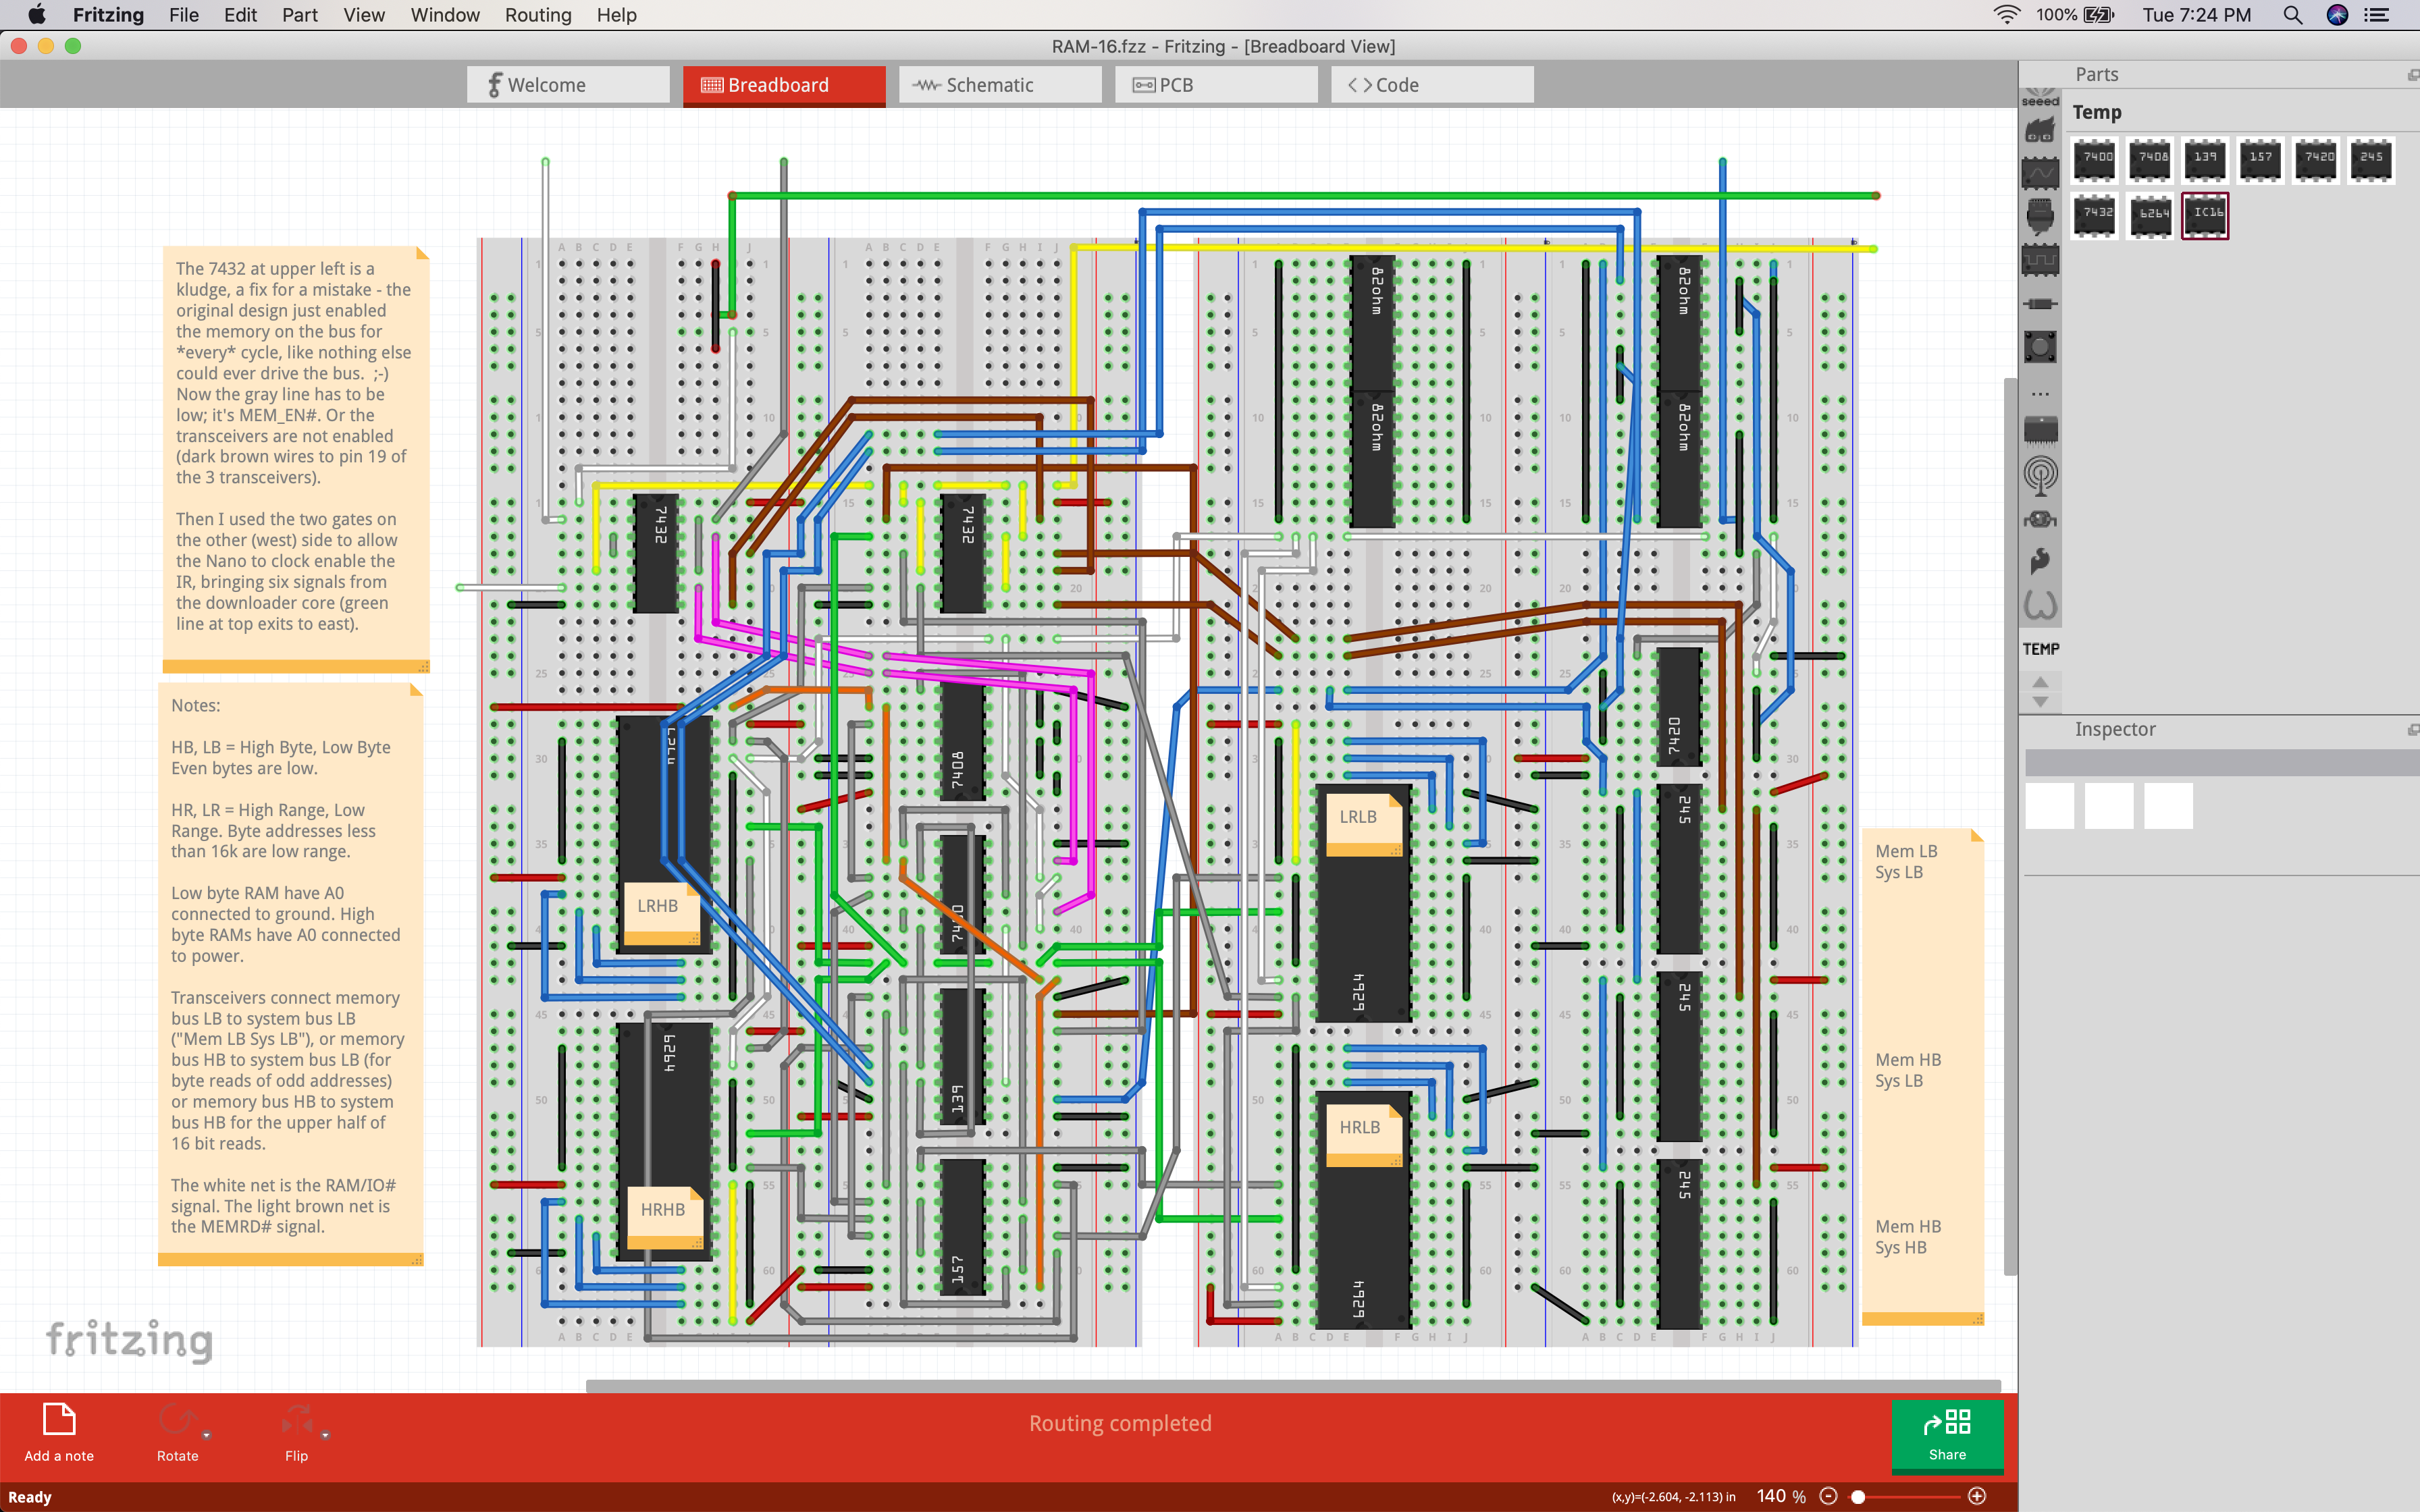 Fritzing File Edit Part View Window Routing Help 100% Tue 7:24 PM
RAM-16.fzz - Fritzing - [Breadboard View]
Welcome Breadboard Schematic PCB Code
Parts
seeed
Temp
7400 7408 139 157 7420 245
7432 6264 IC16
...
TEMP
Inspector
The 7432 at upper left is a
kludge, a fix for a mistake - the
original design just enabled
the memory on the bus for
*every* cycle, like nothing else
could ever drive the bus. ;-)
Now the gray line has to be
low; it's MEM_EN#. Or the
transceivers are not enabled
(dark brown wires to pin 19 of
the 3 transceivers).
Then I used the two gates on
the other (west) side to allow
the Nano to clock enable the
IR, bringing six signals from
the downloader core (green
line at top exits to east).
Notes:
HB, LB = High Byte, Low Byte
Even bytes are low.
HR, LR = High Range, Low
Range. Byte addresses less
than 16k are low range.
Low byte RAM have A0
connected to ground. High
byte RAMs have A0 connected
to power.
Transceivers connect memory
bus LB to system bus LB
("Mem LB Sys LB"), or memory
bus HB to system bus LB (for
byte reads of odd addresses)
or memory bus HB to system
bus HB for the upper half of
16 bit reads.
The white net is the RAM/IO#
signal. The light brown net is
the MEMRD# signal.
7432
LRHB
6264
HRHB
7432
7408
7400
139
157
82ohm
82ohm
LRLB
6264
HRLB
6264
82ohm
82ohm
7420
245
245
245
Mem LB
Sys LB
Mem HB
Sys LB
Mem HB
Sys HB
fritzing
Add a note Rotate Flip
Routing completed
Share
Ready
(x,y)=(-2.604, -2.113) in 140 %